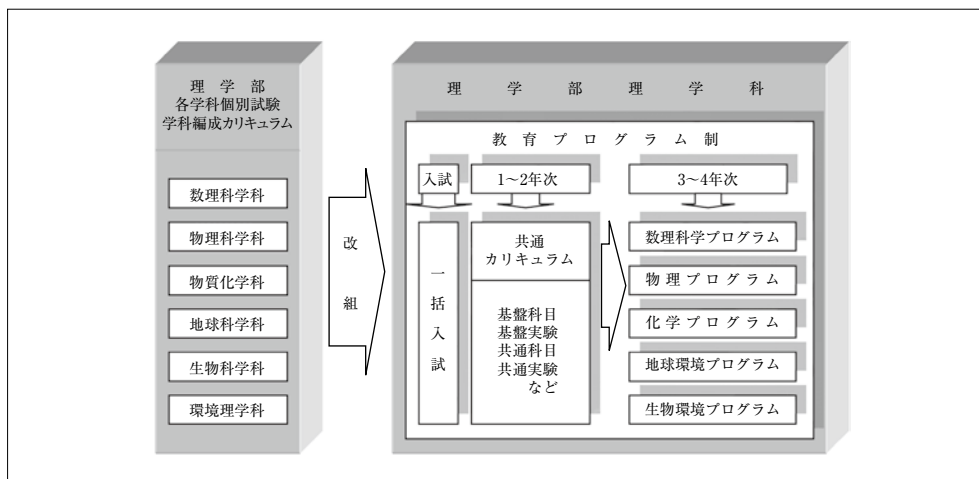 理学部
各学科個別試験
学科編成カリキュラム
数理科学科
物理科学科
物質化学科
地球科学科
生物科学科
環境理学科
改組
理学部理学科
教育プログラム制
入試
1〜2年次
3〜4年次
一括入試
共通
カリキュラム
基盤科目
基盤実験
共通科目
共通実験
など
数理科学プログラム
物理プログラム
化学プログラム
地球環境プログラム
生物環境プログラム